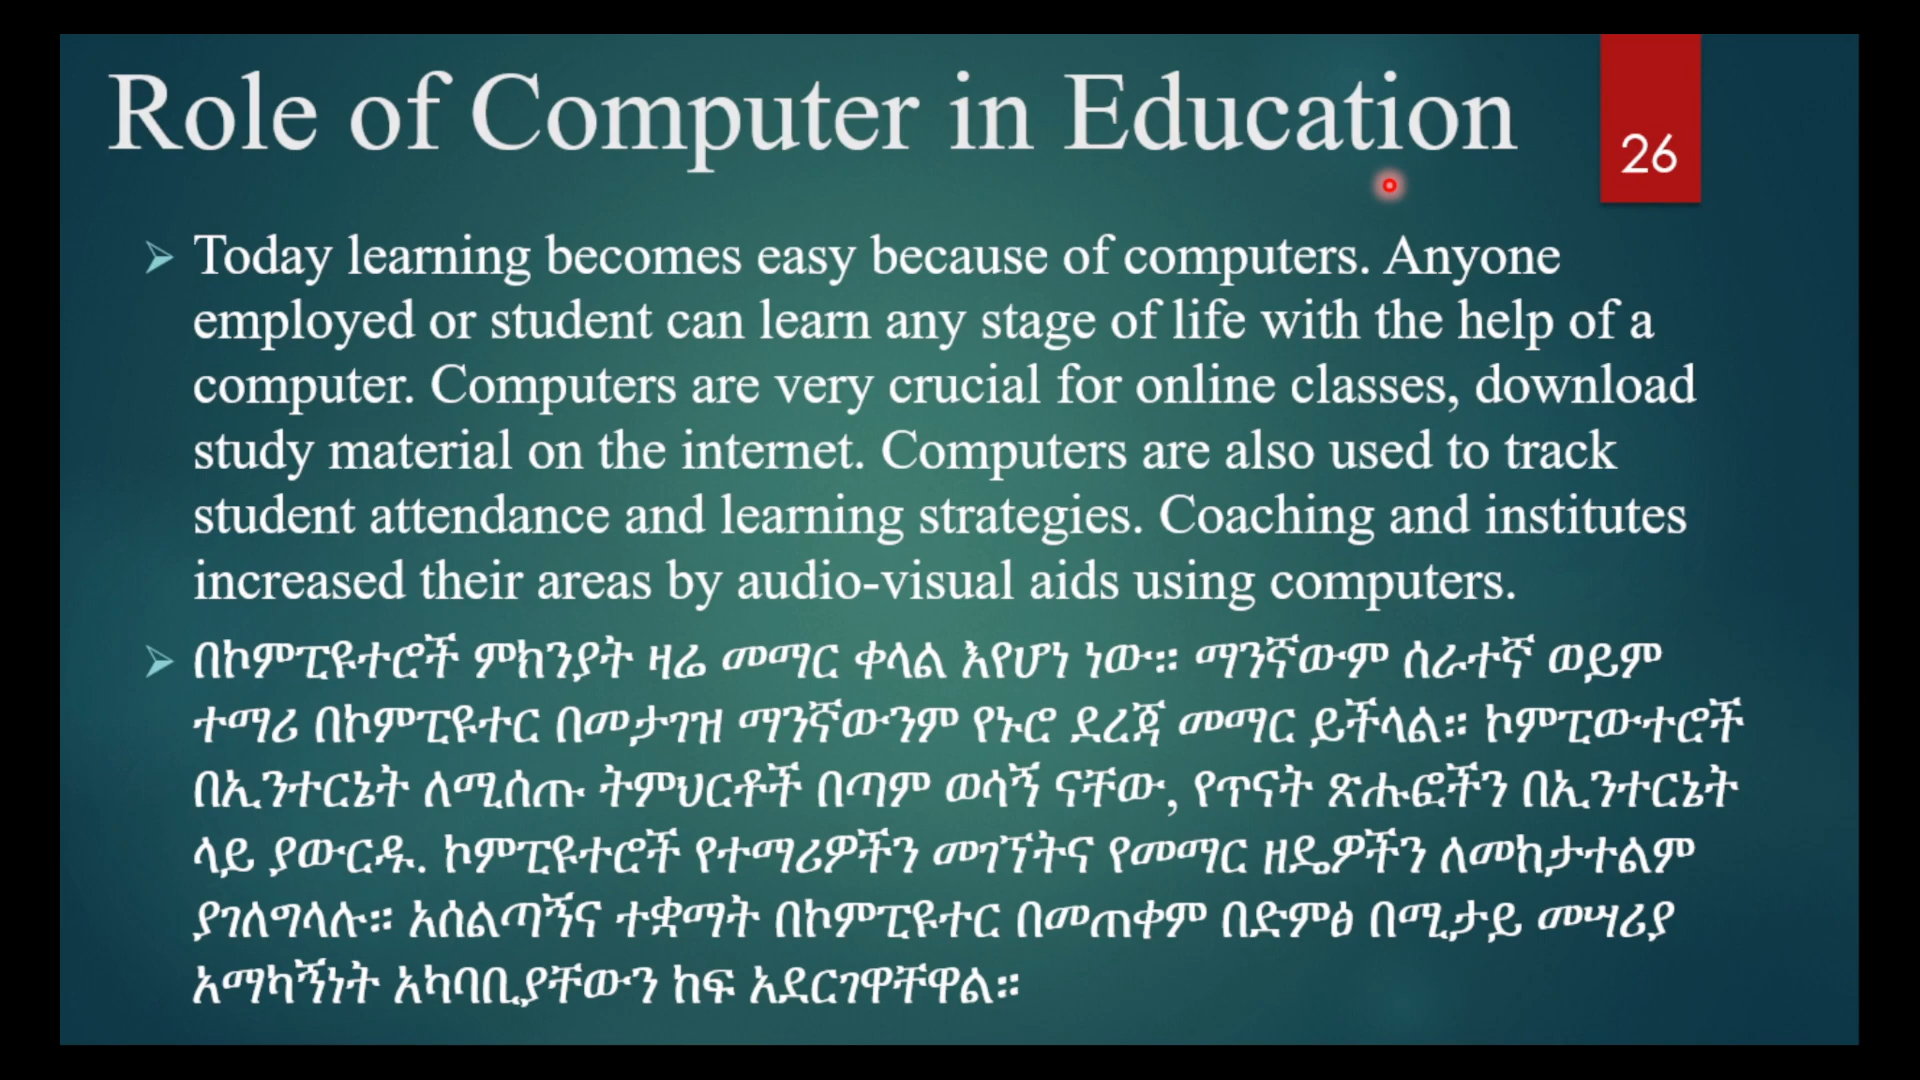 Role of Computer in Education
26
Today learning becomes easy because of computers. Anyone
employed or student can learn any stage of life with the help of a
computer. Computers are very crucial for online classes, download
study material on the internet. Computers are also used to track
student attendance and learning strategies. Coaching and institutes
increased their areas by audio-visual aids using computers.
በኮምፒዩተሮች ምክንያት ዛሬ መማር ቀላል እየሆነ ነው። ማንኛውም ሰራተኛ ወይም
ተማሪ በኮምፒዩተር በመታገዝ ማንኛውንም የኑሮ ደረጃ መማር ይችላል። ኮምፒውተሮች
በኢንተርኔት ለሚሰጡ ትምህርቶች በጣም ወሳኝ ናቸው, የጥናት ጽሑፎችን በኢንተርኔት
ላይ ያውርዱ. ኮምፒዩተሮች የተማሪዎችን መገኘትና የመማር ዘዴዎችን ለመከታተልም
ያገለግላሉ። አሰልጣኝና ተቋማት በኮምፒዩተር በመጠቀም በድምፅ በሚታይ መሣሪያ
አማካኝነት አካባቢያቸውን ከፍ አደርገዋቸዋል።